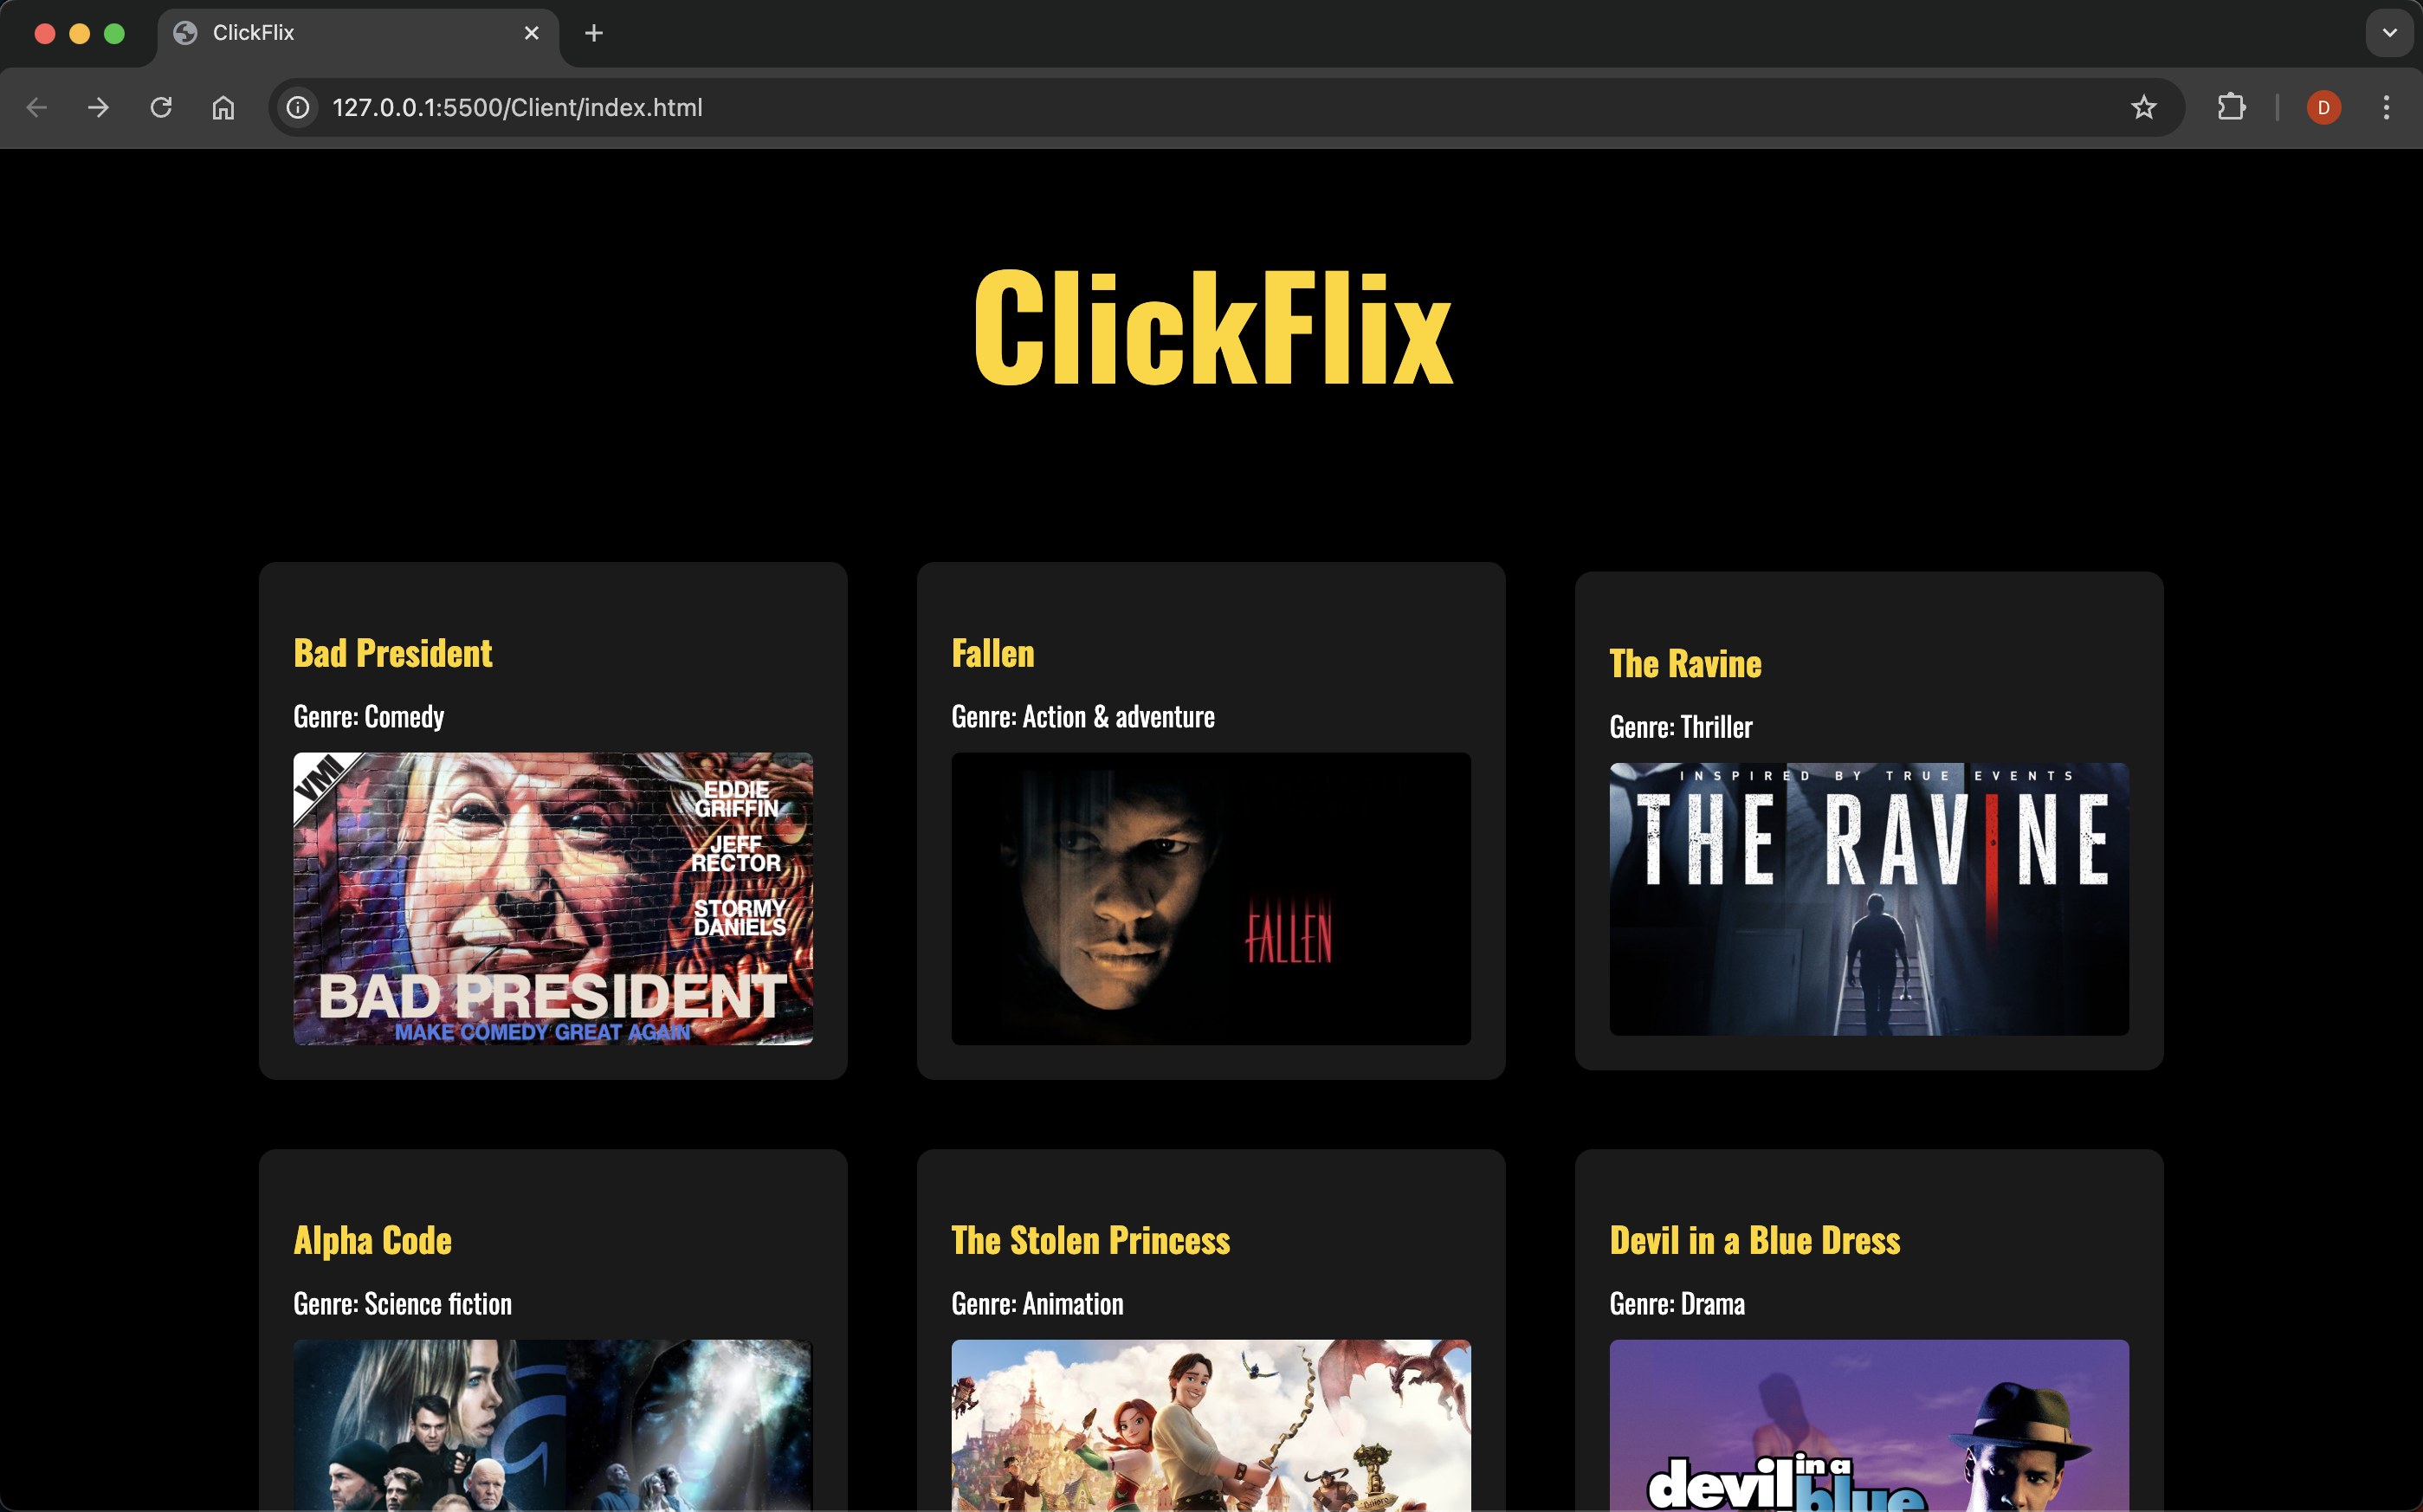 ClickFlix
127.0.0.1:5500/Client/index.html
D
ClickFlix
Bad President
Genre: Comedy
VMI
EDDIE
GRIFFIN
JEFF
RECTOR
STORMY
DANIELS
BAD PRESIDENT
MAKE COMEDY GREAT AGAIN
Fallen
Genre: Action & adventure
FALLEN
The Ravine
Genre: Thriller
INSPIRED BY TRUE EVENTS
THE RAVINE
Alpha Code
Genre: Science fiction
The Stolen Princess
Genre: Animation
Devil in a Blue Dress
Genre: Drama
devil in a
blue